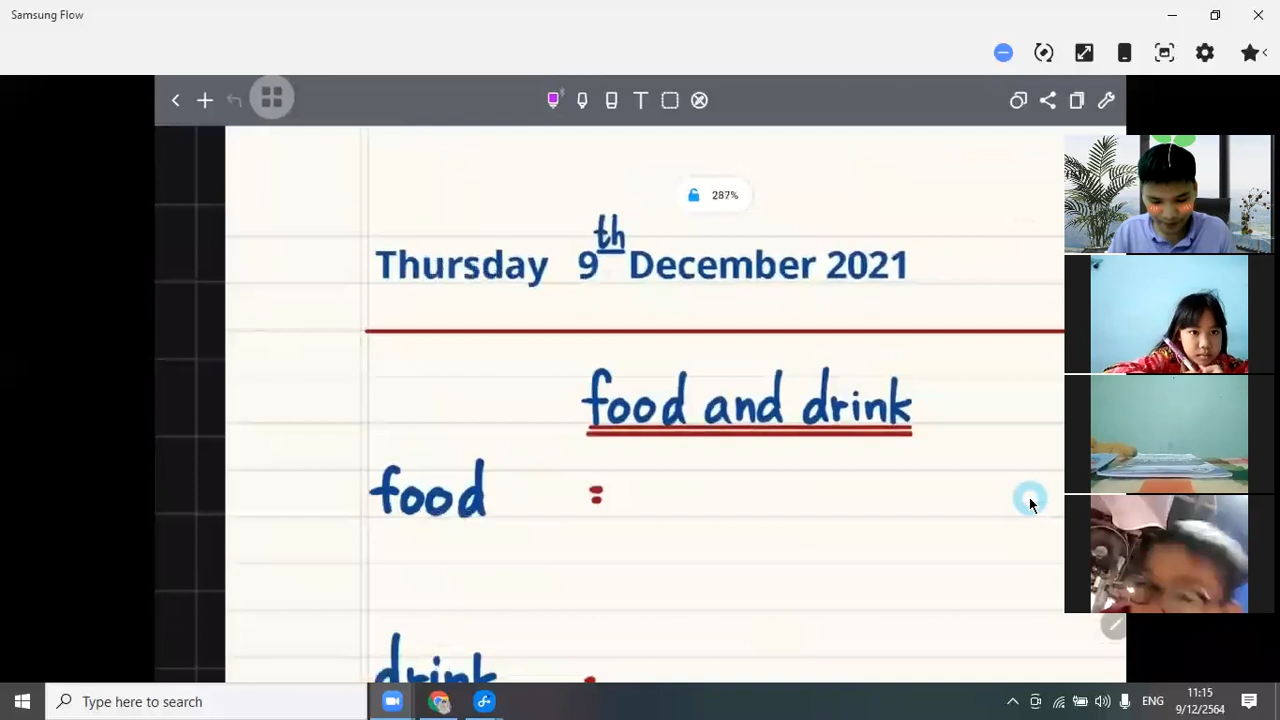 Samsung Flow
287%
Thursday 9th December 2021
food and drink
food :
drink :
Type here to search
ENG
11:15
9/12/2564